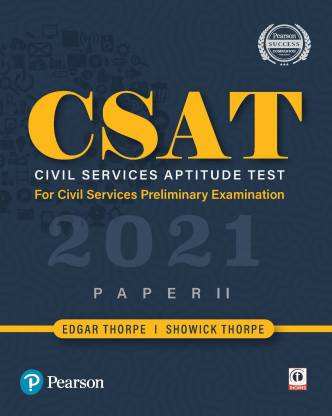 Pearson
SUCCESS
COMPANION
CSAT
CIVIL SERVICES APTITUDE TEST
For Civil Services Preliminary Examination
2021
PAPER II
EDGAR THORPE I SHOWICK THORPE
Pearson